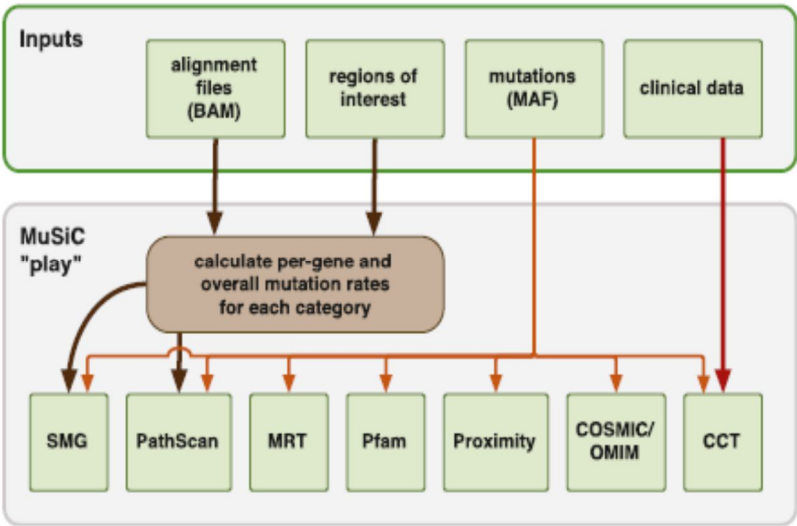 Inputs
alignment
files
(BAM)
regions of
interest
mutations
(MAF)
clinical data
MuSiC
"play"
calculate per-gene and
overall mutation rates
for each category
SMG
PathScan
MRT
Pfam
Proximity
COSMIC/
OMIM
CCT